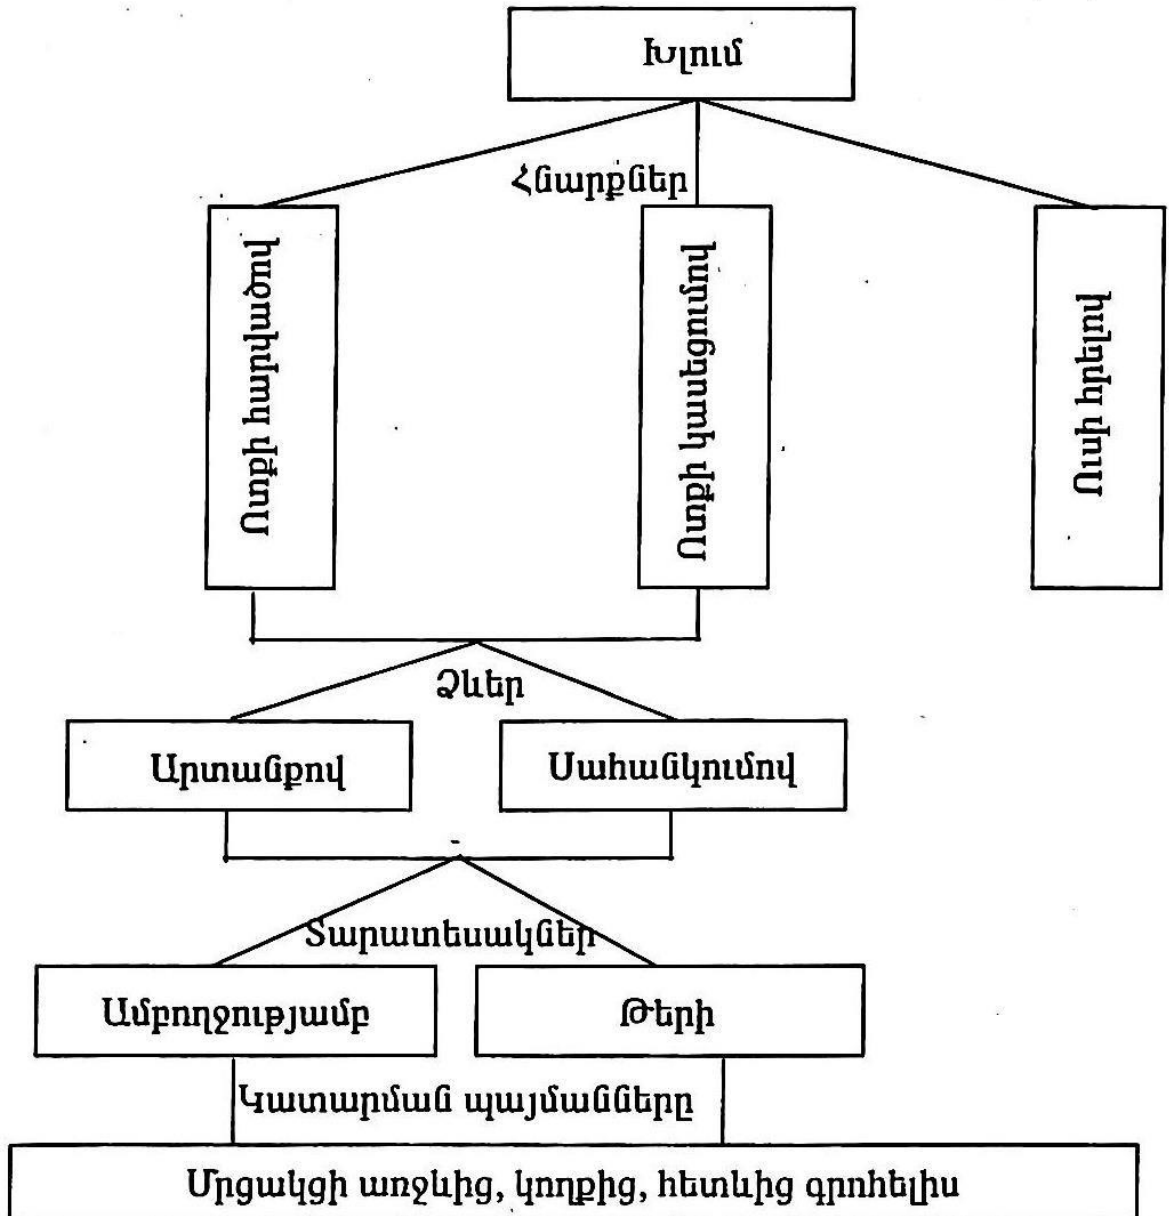 Խլում
Հնարքներ
Ոտքի հարվածով
Ոտքի կասեցումով
Ուսի հրելով
Ձևեր
Արտանքով
Սահանկումով
Տարատեսակներ
Ամբողջությամբ
Թերի
Կատարման պայմանները
Մրցակցի առջևից, կողքից, հետևից գրոհելիս